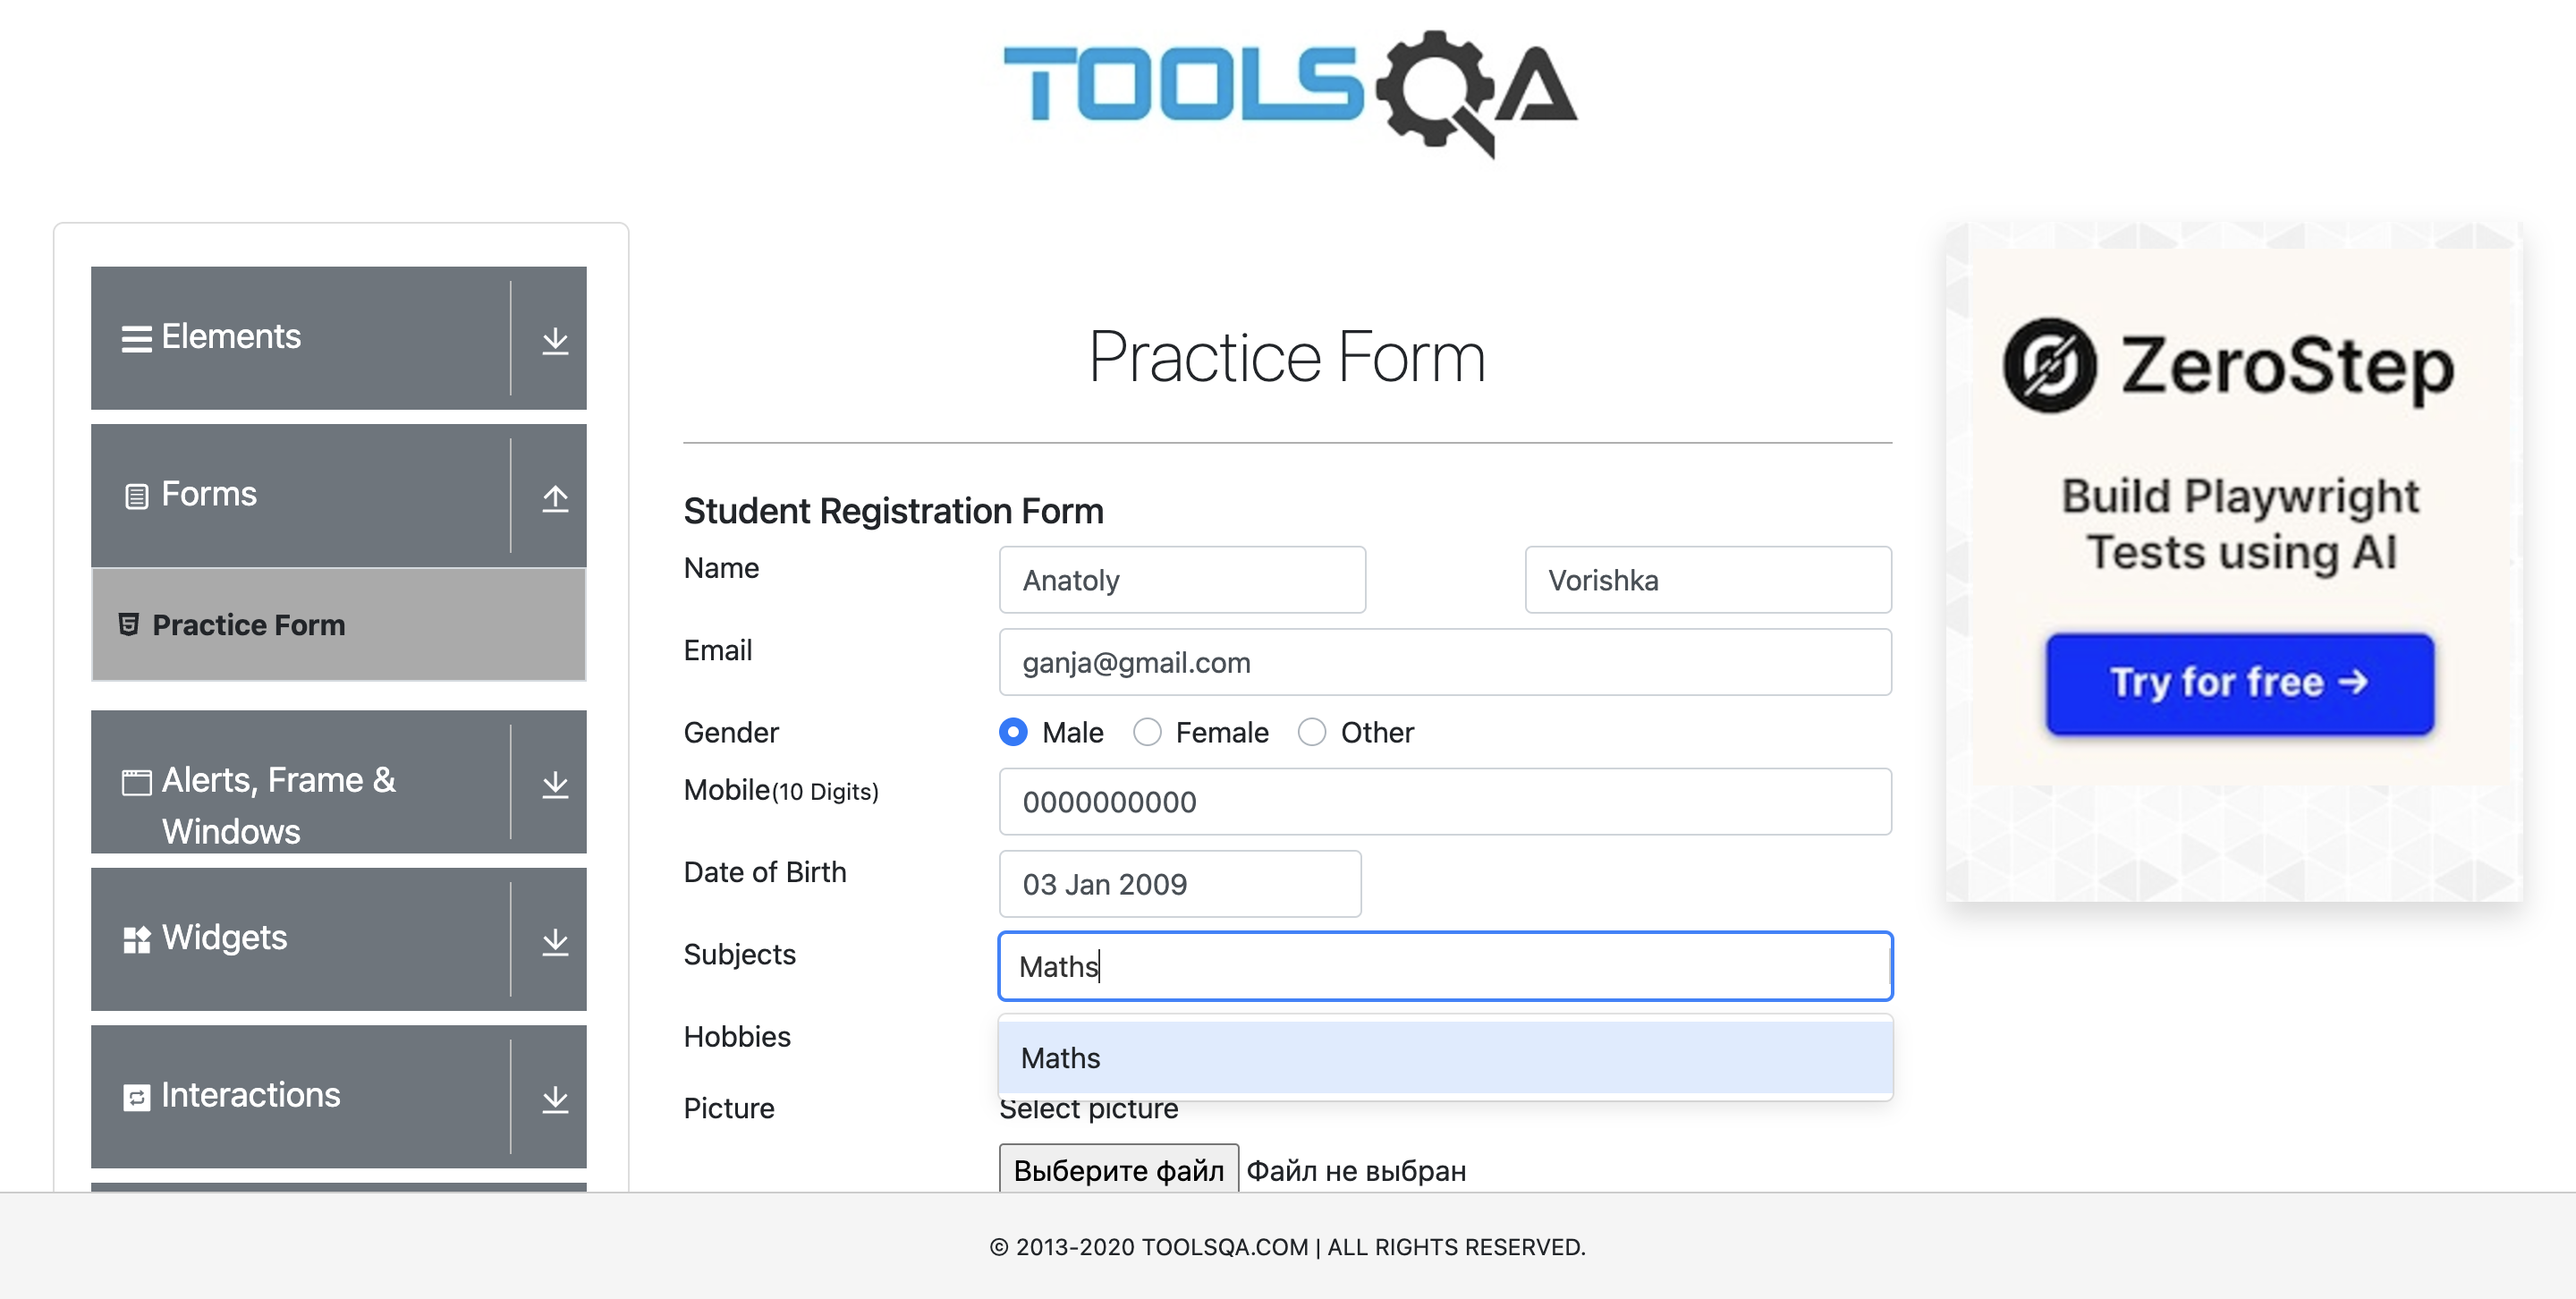 TOOLSQA
Elements
Forms
Practice Form
Alerts, Frame &
Windows
Widgets
Interactions
Practice Form
Student Registration Form
Name
Anatoly
Vorishka
Email
ganja@gmail.com
Gender
Male
Female
Other
Mobile(10 Digits)
0000000000
Date of Birth
03 Jan 2009
Subjects
Maths
Hobbies
Maths
Picture
Select picture
Выберите файл
Файл не выбран
ZeroStep
Build Playwright
Tests using AI
Try for free →
© 2013-2020 TOOLSQA.COM | ALL RIGHTS RESERVED.